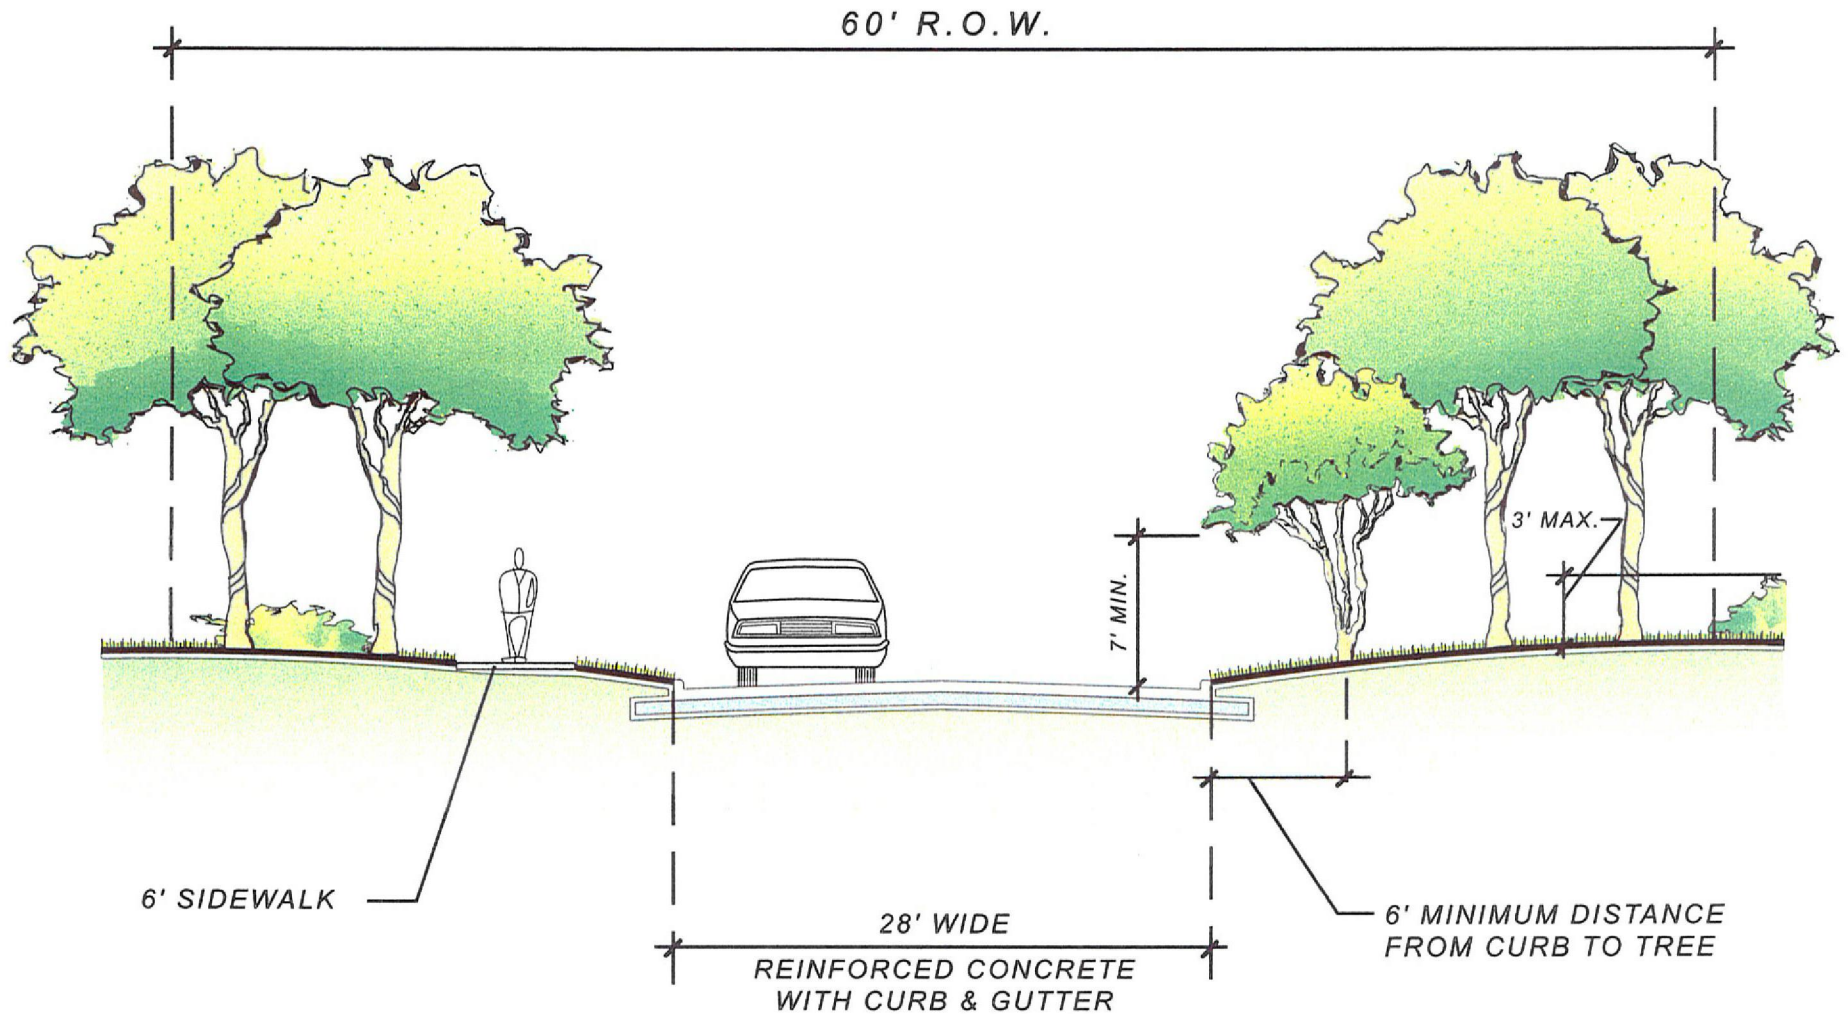 60' R.O.W.
3' MAX.
7' MIN.
6' SIDEWALK
28' WIDE
REINFORCED CONCRETE
WITH CURB & GUTTER
6' MINIMUM DISTANCE
FROM CURB TO TREE